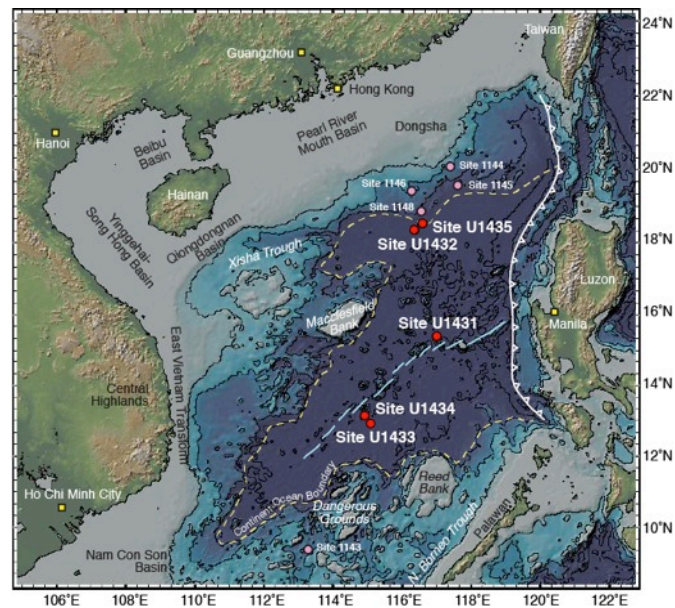 24°N
Taiwan
Guangzhou
Hong Kong
22°N
Pearl River
Mouth Basin
Dongsha
Hanoi
Beibu
Basin
Site 1144
20°N
Site 1146
Site 1145
Hainan
Site 1148
Yinggehai-
Song Hong Basin
Qiongdongnan
Basin
Site U1435
18°N
Site U1432
Xisha Trough
Luzon
Macclesfield
Bank
Site U1431
16°N
Manila
East Vietnam Transform
Central
Highlands
14°N
Site U1434
Site U1433
12°N
Reed
Bank
Ho Chi Minh City
Continent Ocean Boundary
Dangerous
Grounds
Palawan
N. Borneo Trough
10°N
Site 1143
Nam Con Son
Basin
106°E
108°E
110°E
112°E
114°E
116°E
118°E
120°E
122°E